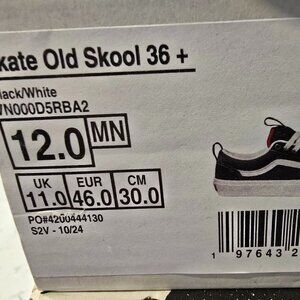 kate Old Skool 36 +
lack/White
VN000D5RBA2
12.0 MN
UK EUR CM
11.0 46.0 30.0
PO#4200444130
S2V - 10/24
1 97643 2